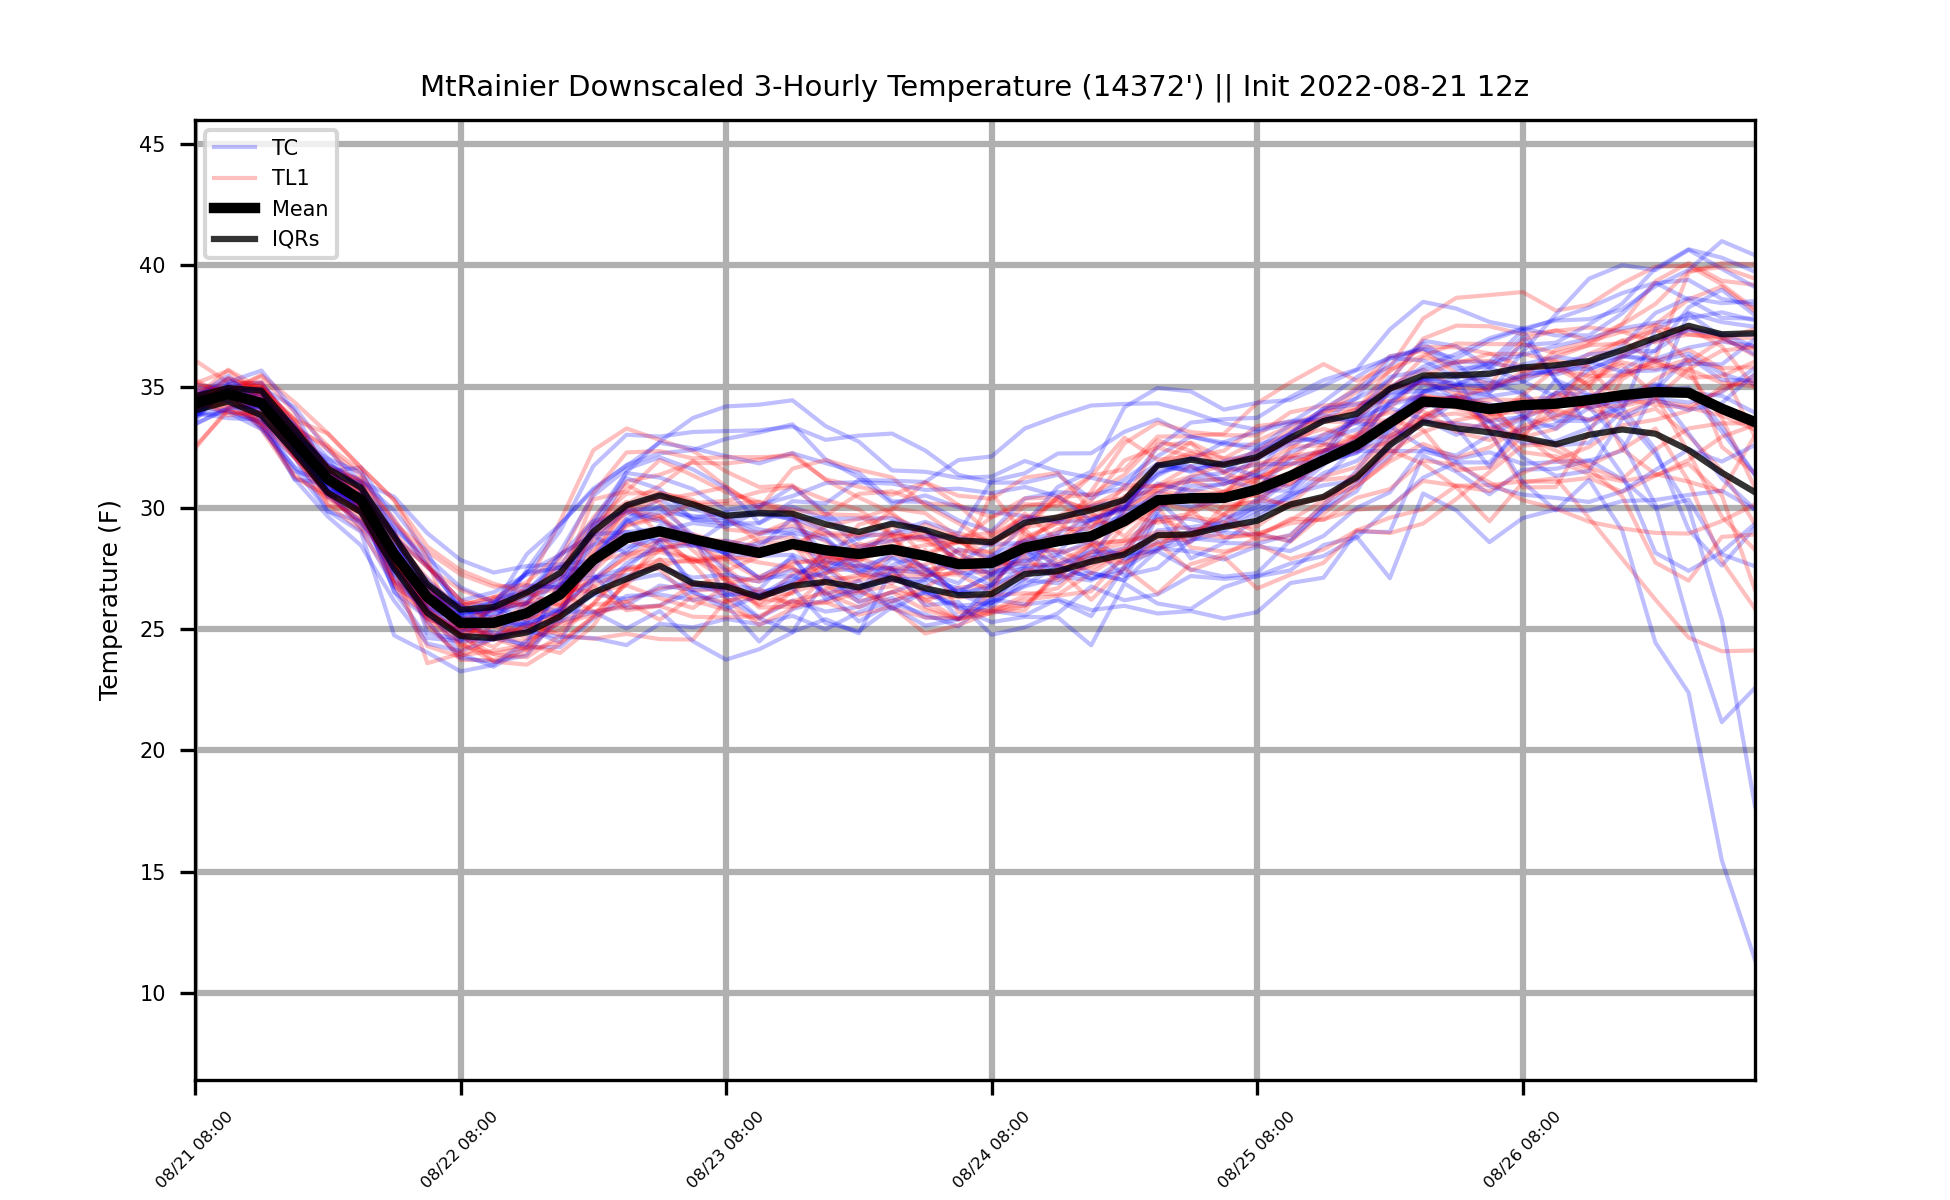 MtRainier Downscaled 3-Hourly Temperature (14372') || Init 2022-08-21 12z
TC
TL1
Mean
IQRs
Temperature (F)
45
40
35
30
25
20
15
10
08/21 08:00
08/22 08:00
08/23 08:00
08/24 08:00
08/25 08:00
08/26 08:00